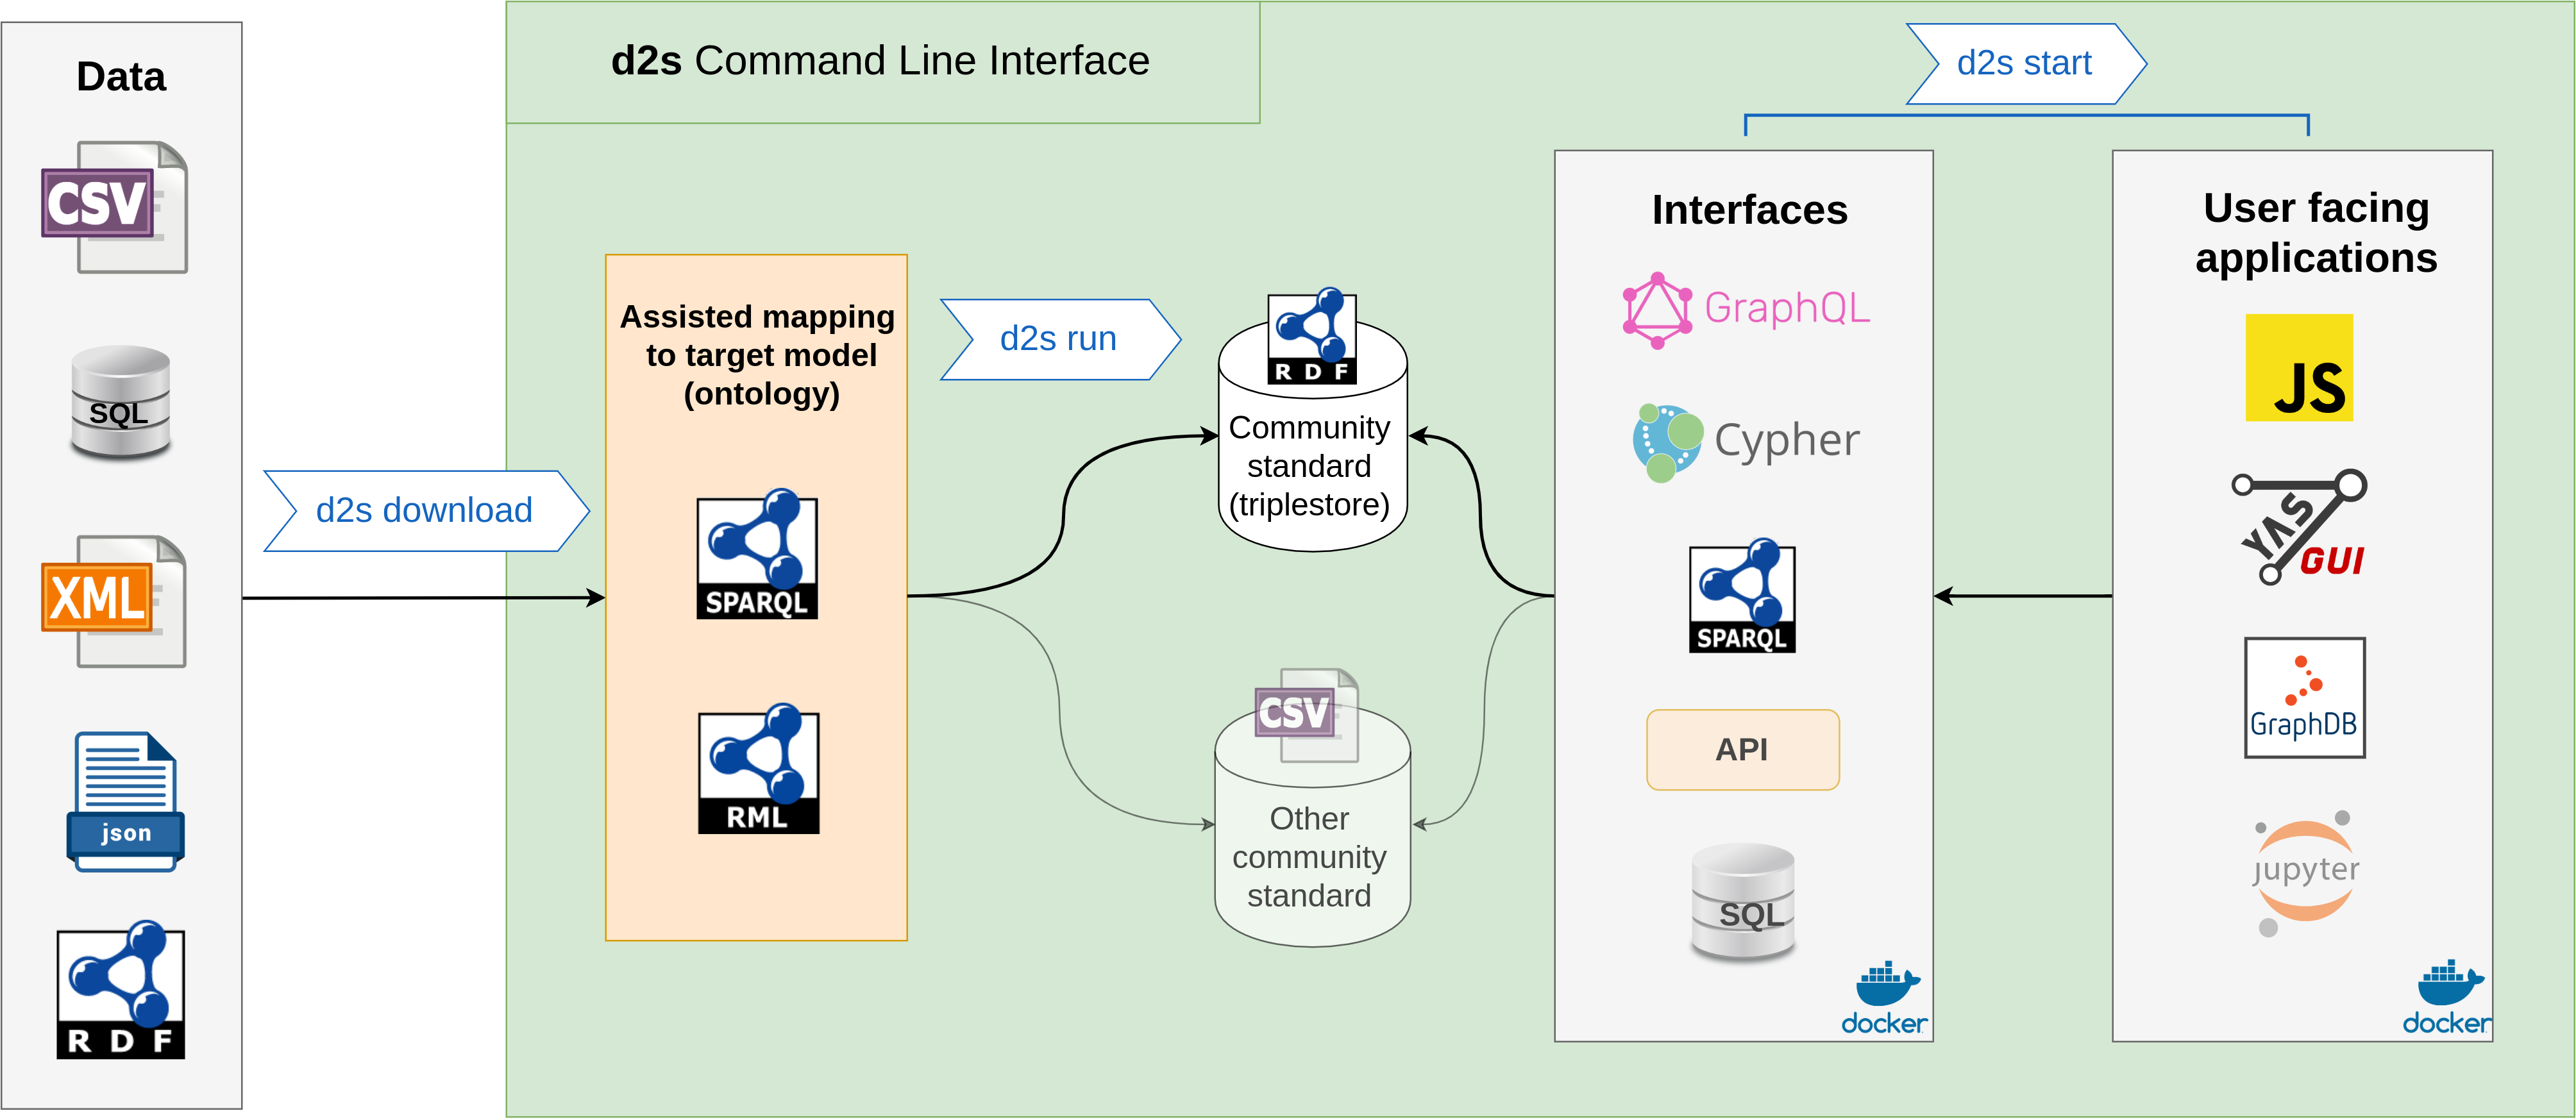 Data
CSV
SQL
XML
json
RDF
d2s download
d2s Command Line Interface
Assisted mapping
to target model
(ontology)
SPARQL
RML
d2s run
RDF
Community
standard
(triplestore)
CSV
Other
community
standard
d2s start
Interfaces
GraphQL
Cypher
SPARQL
API
SQL
docker
User facing
applications
JS
YAS
GUI
GraphDB
jupyter
docker